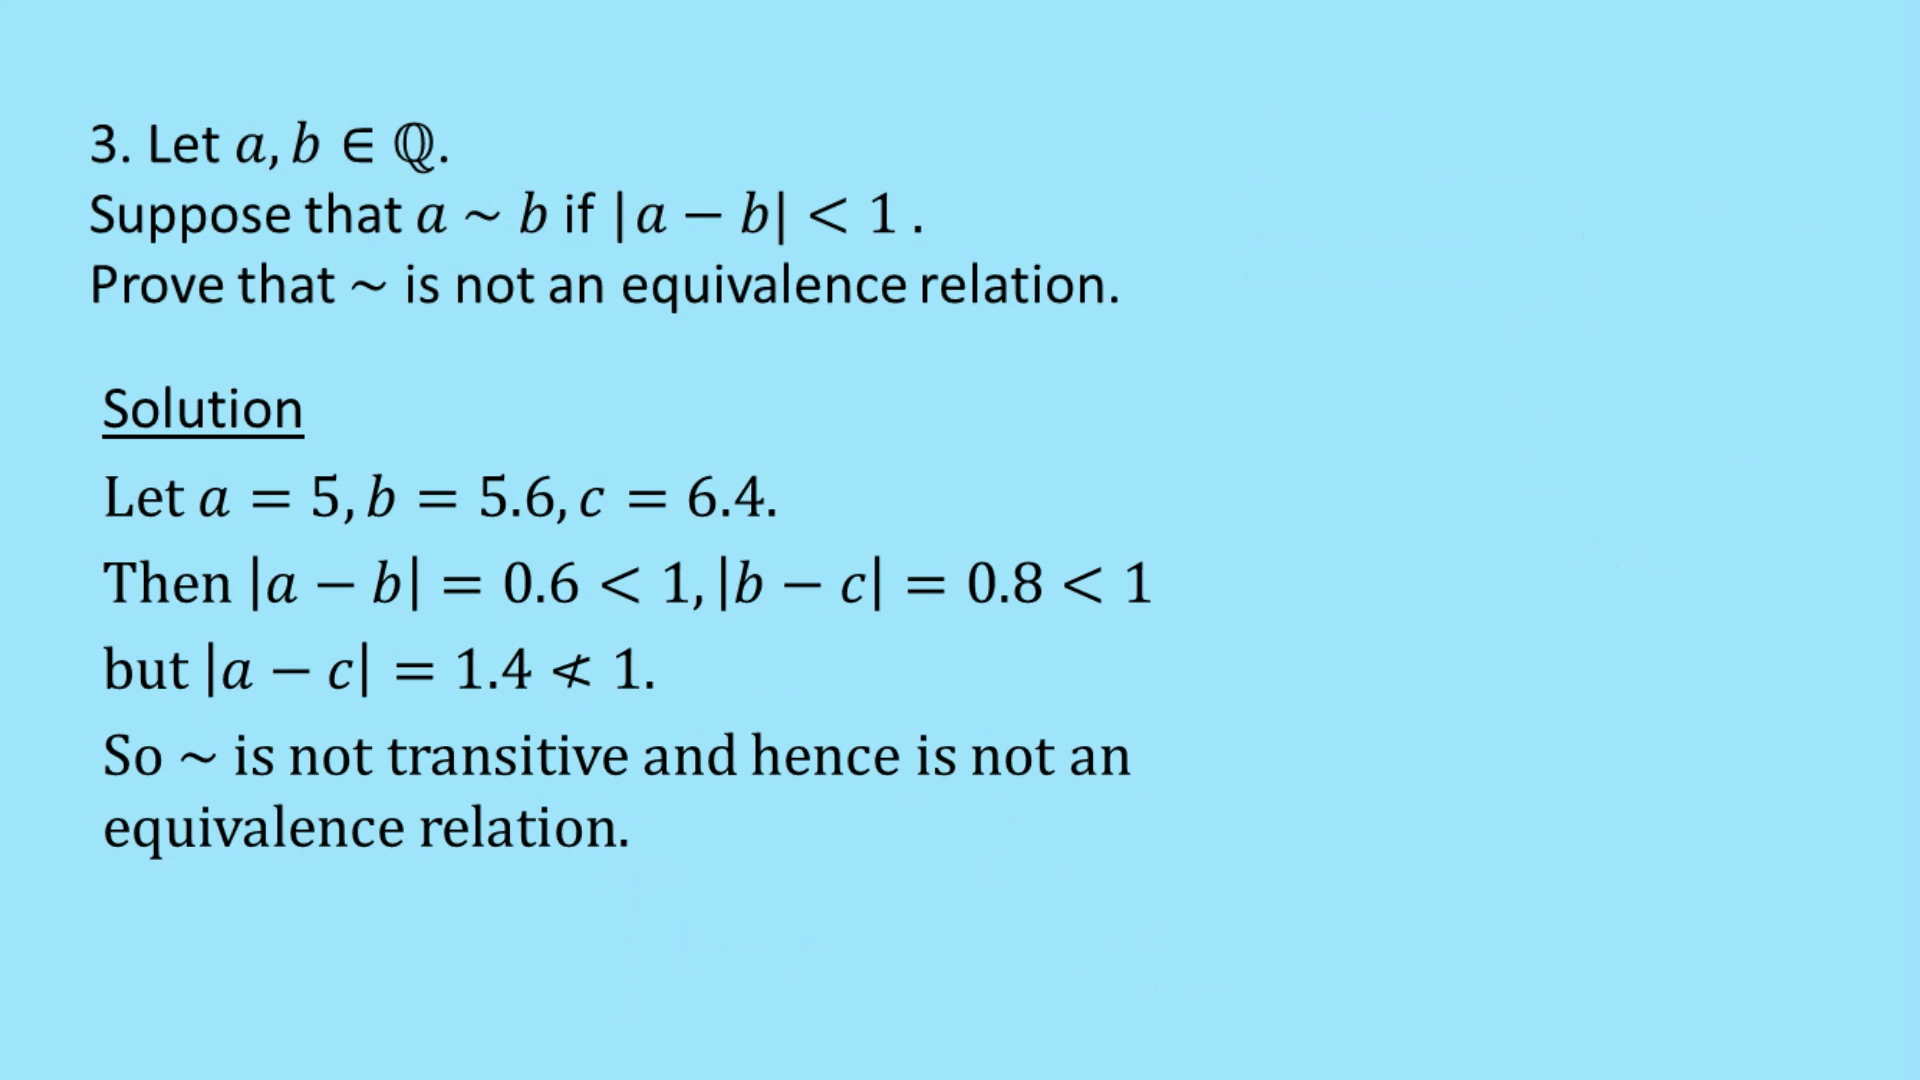 3. Let a, b ∈ ℚ.
Suppose that a ~ b if |a − b| < 1 .
Prove that ~ is not an equivalence relation.
Solution
Let a = 5, b = 5.6, c = 6.4.
Then |a − b| = 0.6 < 1, |b − c| = 0.8 < 1
but |a − c| = 1.4 ≮ 1.
So ~ is not transitive and hence is not an
equivalence relation.